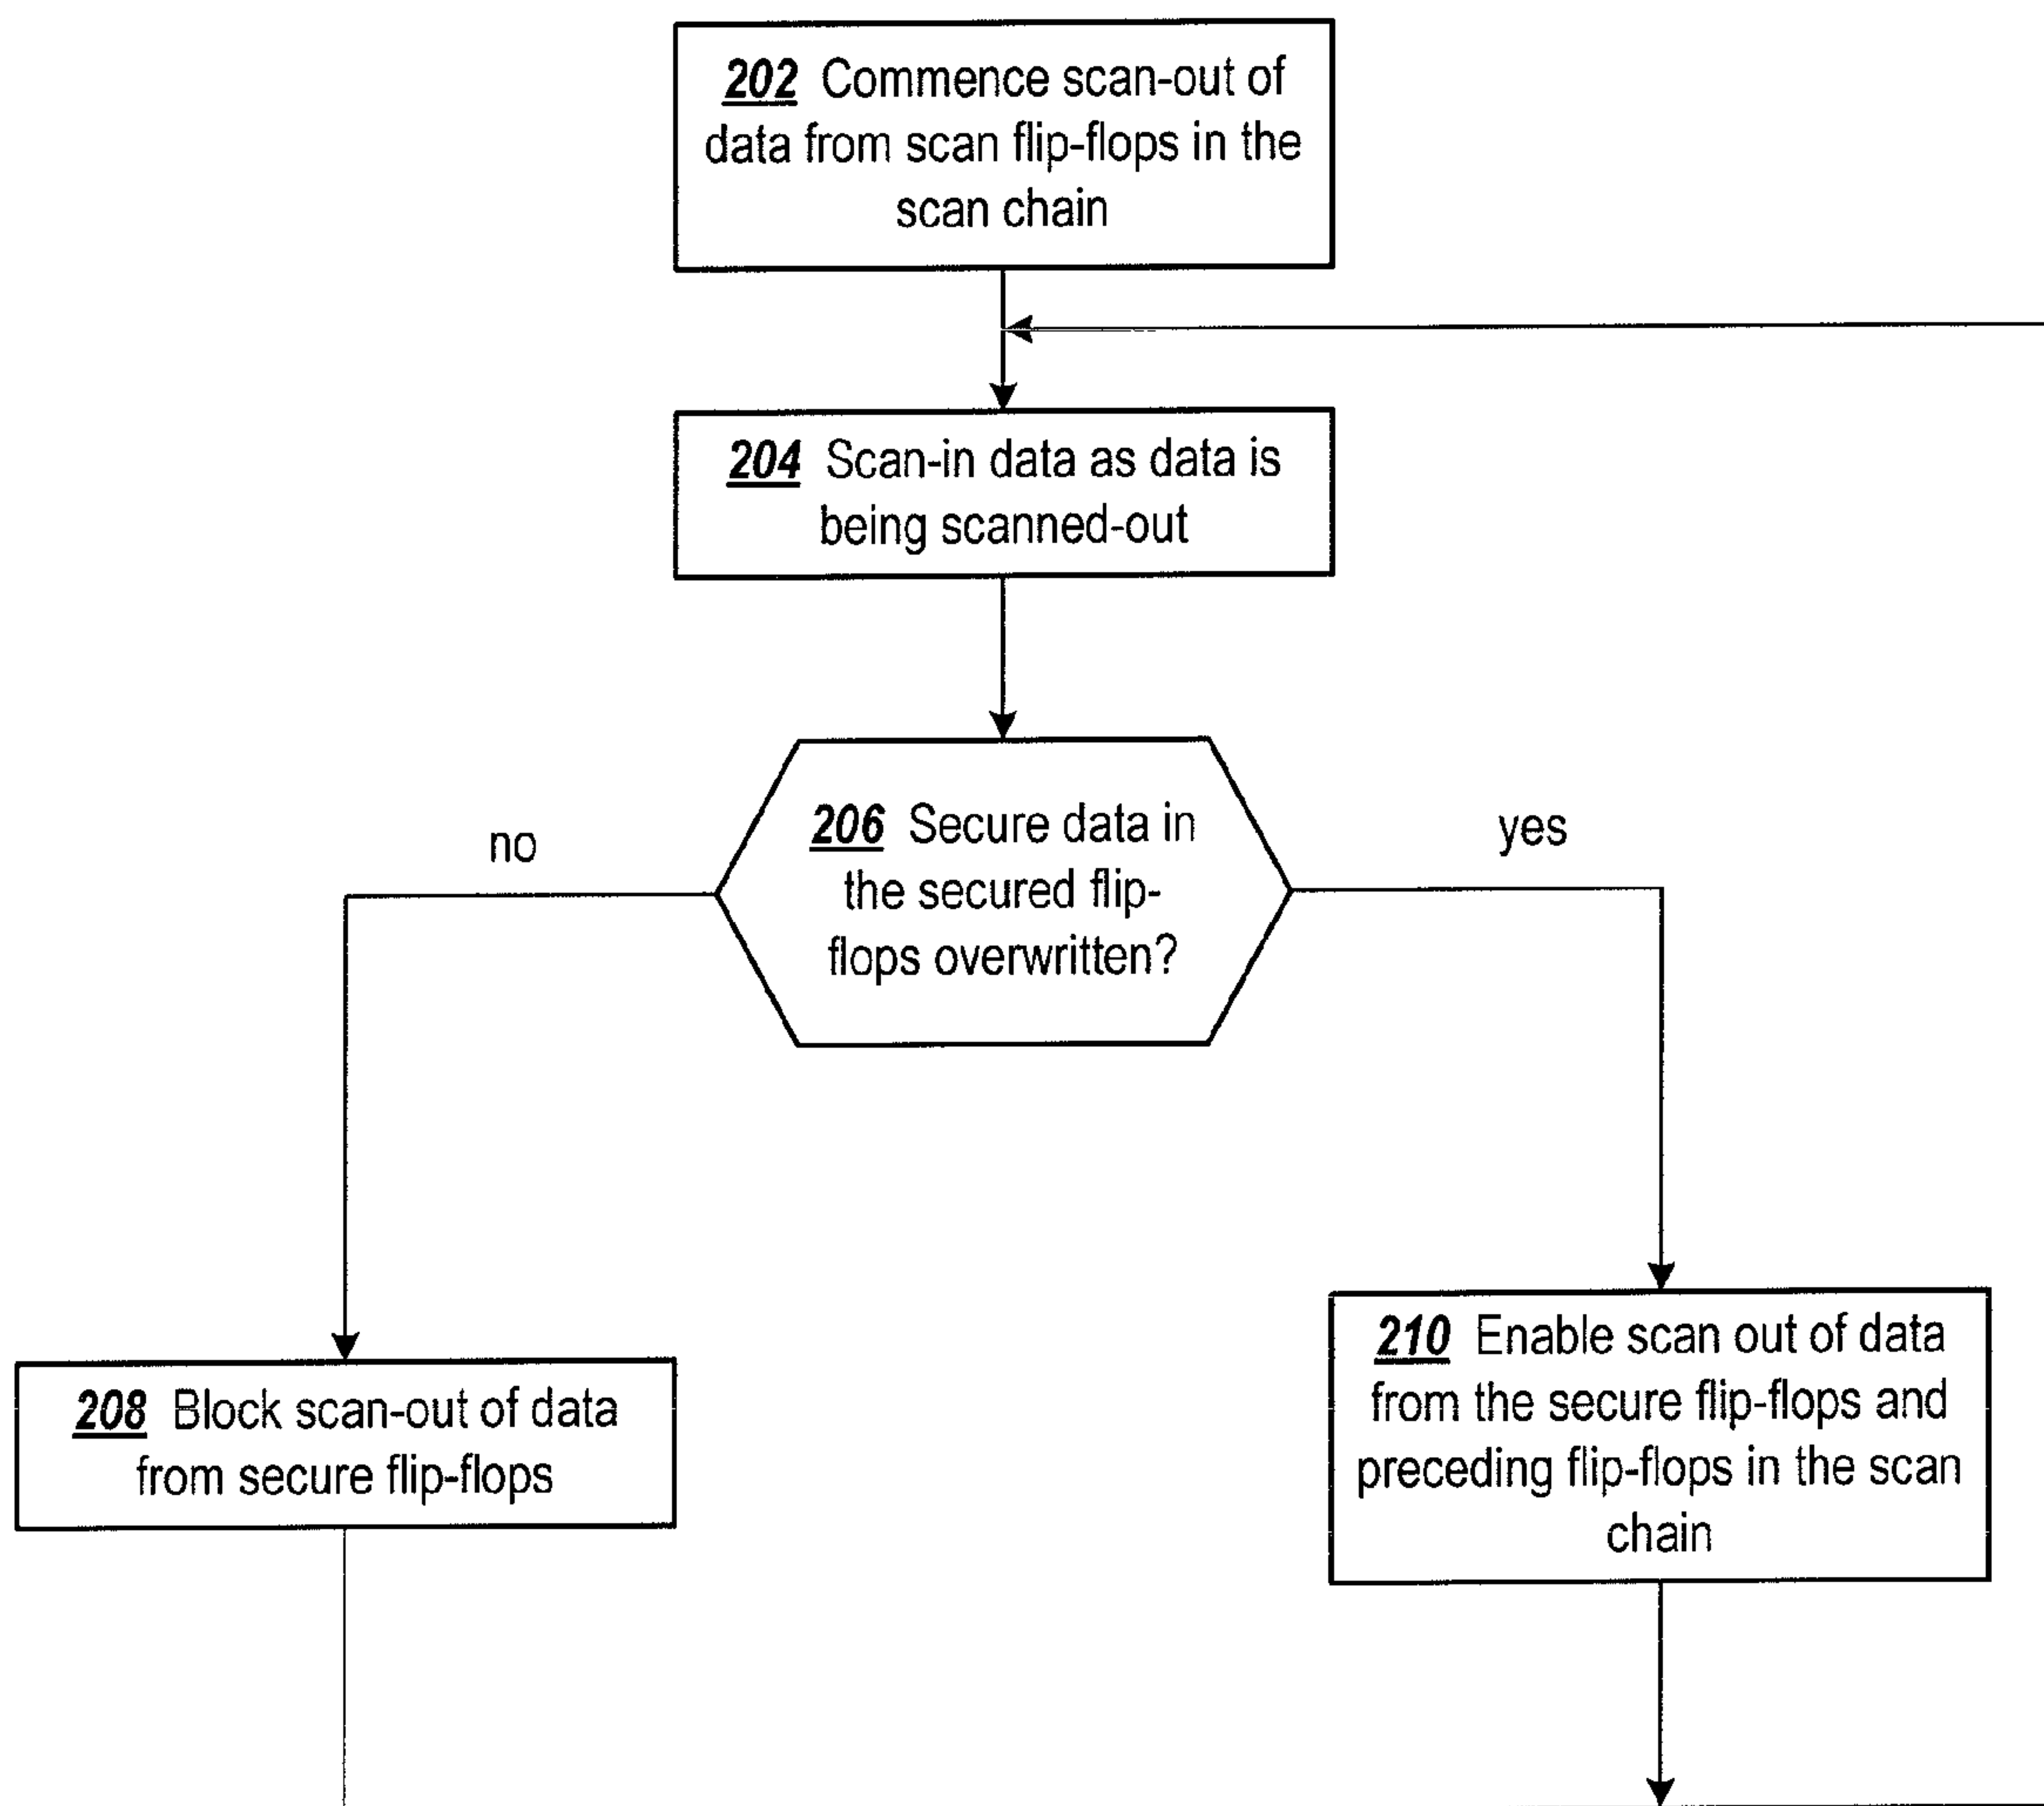 202 Commence scan-out of
data from scan flip-flops in the
scan chain
204 Scan-in data as data is
being scanned-out
206 Secure data in
the secured flip-
flops overwritten?
no
yes
208 Block scan-out of data
from secure flip-flops
210 Enable scan out of data
from the secure flip-flops and
preceding flip-flops in the scan
chain